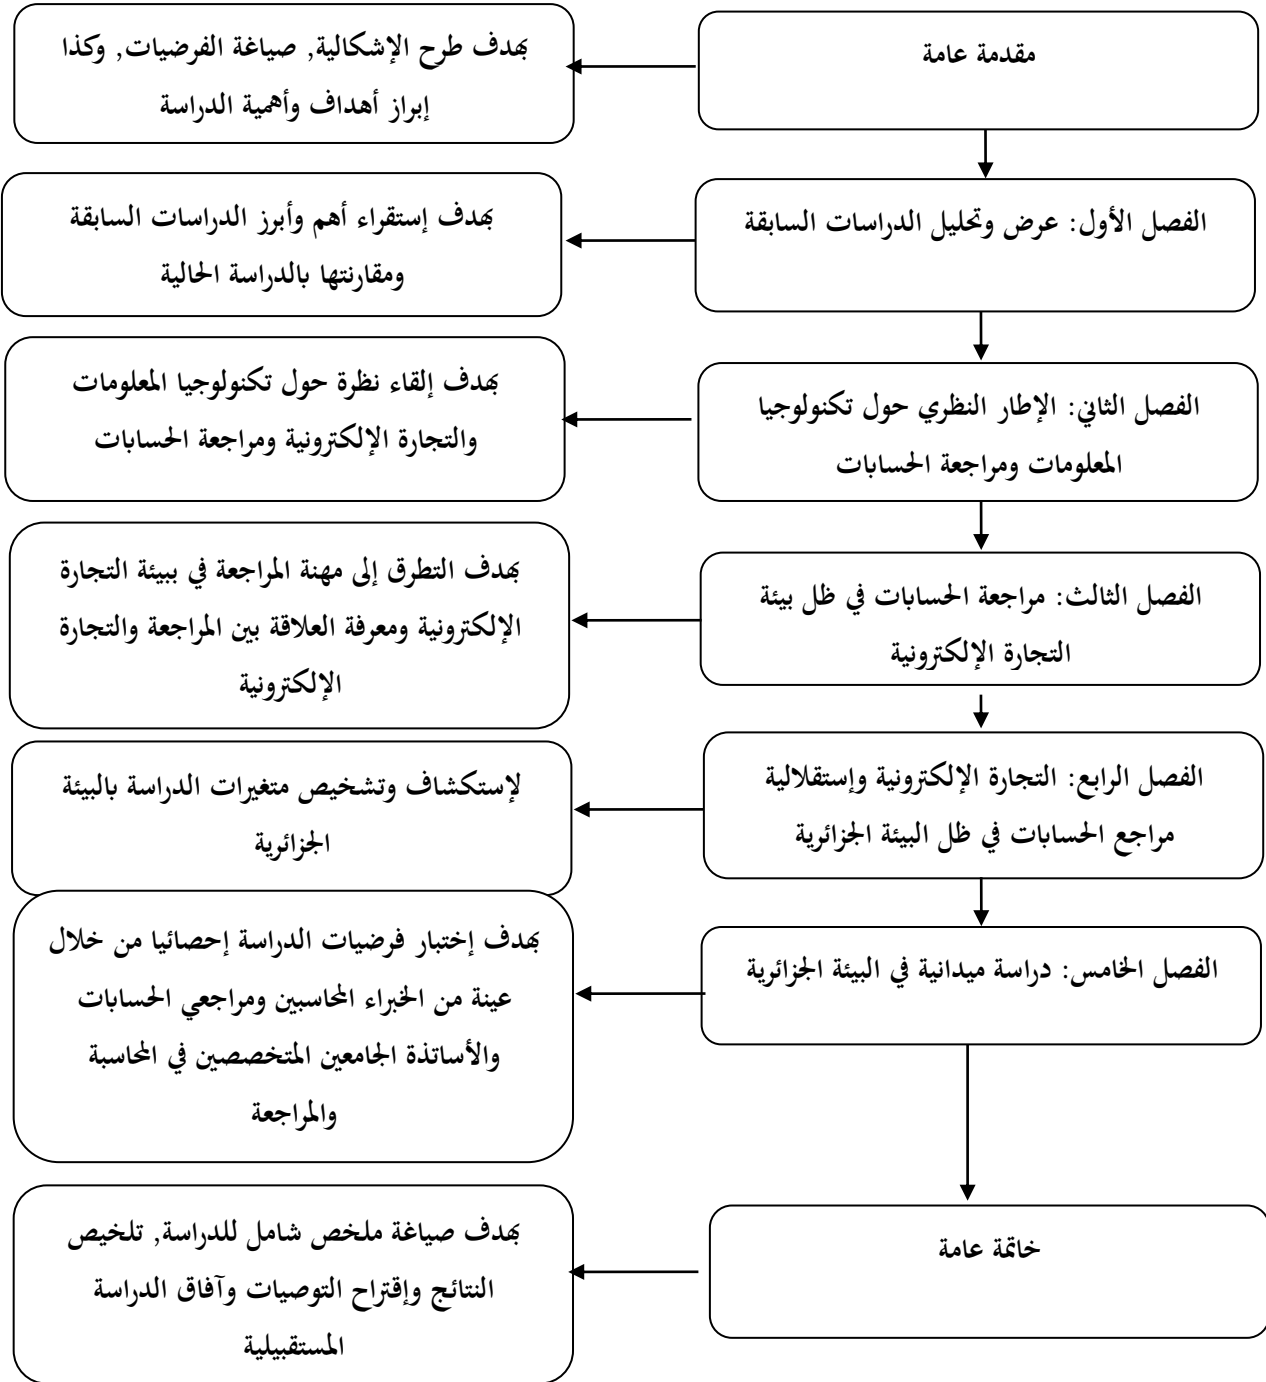 مقدمة عامة
بهدف طرح الإشكالية, صياغة الفرضيات, وكذا
إبراز أهداف وأهمية الدراسة
الفصل الأول: عرض وتحليل الدراسات السابقة
بهدف إستقراء أهم وأبرز الدراسات السابقة
ومقارنتها بالدراسة الحالية
الفصل الثاني: الإطار النظري حول تكنولوجيا
المعلومات ومراجعة الحسابات
بهدف إلقاء نظرة حول تكنولوجيا المعلومات
والتجارة الإلكترونية ومراجعة الحسابات
الفصل الثالث: مراجعة الحسابات في ظل بيئة
التجارة الإلكترونية
بهدف التطرق إلى مهنة المراجعة في ببيئة التجارة
الإلكترونية ومعرفة العلاقة بين المراجعة والتجارة
الإلكترونية
الفصل الرابع: التجارة الإلكترونية وإستقلالية
مراجع الحسابات في ظل البيئة الجزائرية
لإستكشاف وتشخيص متغيرات الدراسة بالبيئة
الجزائرية
الفصل الخامس: دراسة ميدانية في البيئة الجزائرية
بهدف إختبار فرضيات الدراسة إحصائيا من خلال
عينة من الخبراء المحاسبين ومراجعي الحسابات
والأساتذة الجامعين المتخصصين في المحاسبة
والمراجعة
خاتمة عامة
بهدف صياغة ملخص شامل للدراسة, تلخيص
النتائج وإقتراح التوصيات وآفاق الدراسة
المستقبيلية